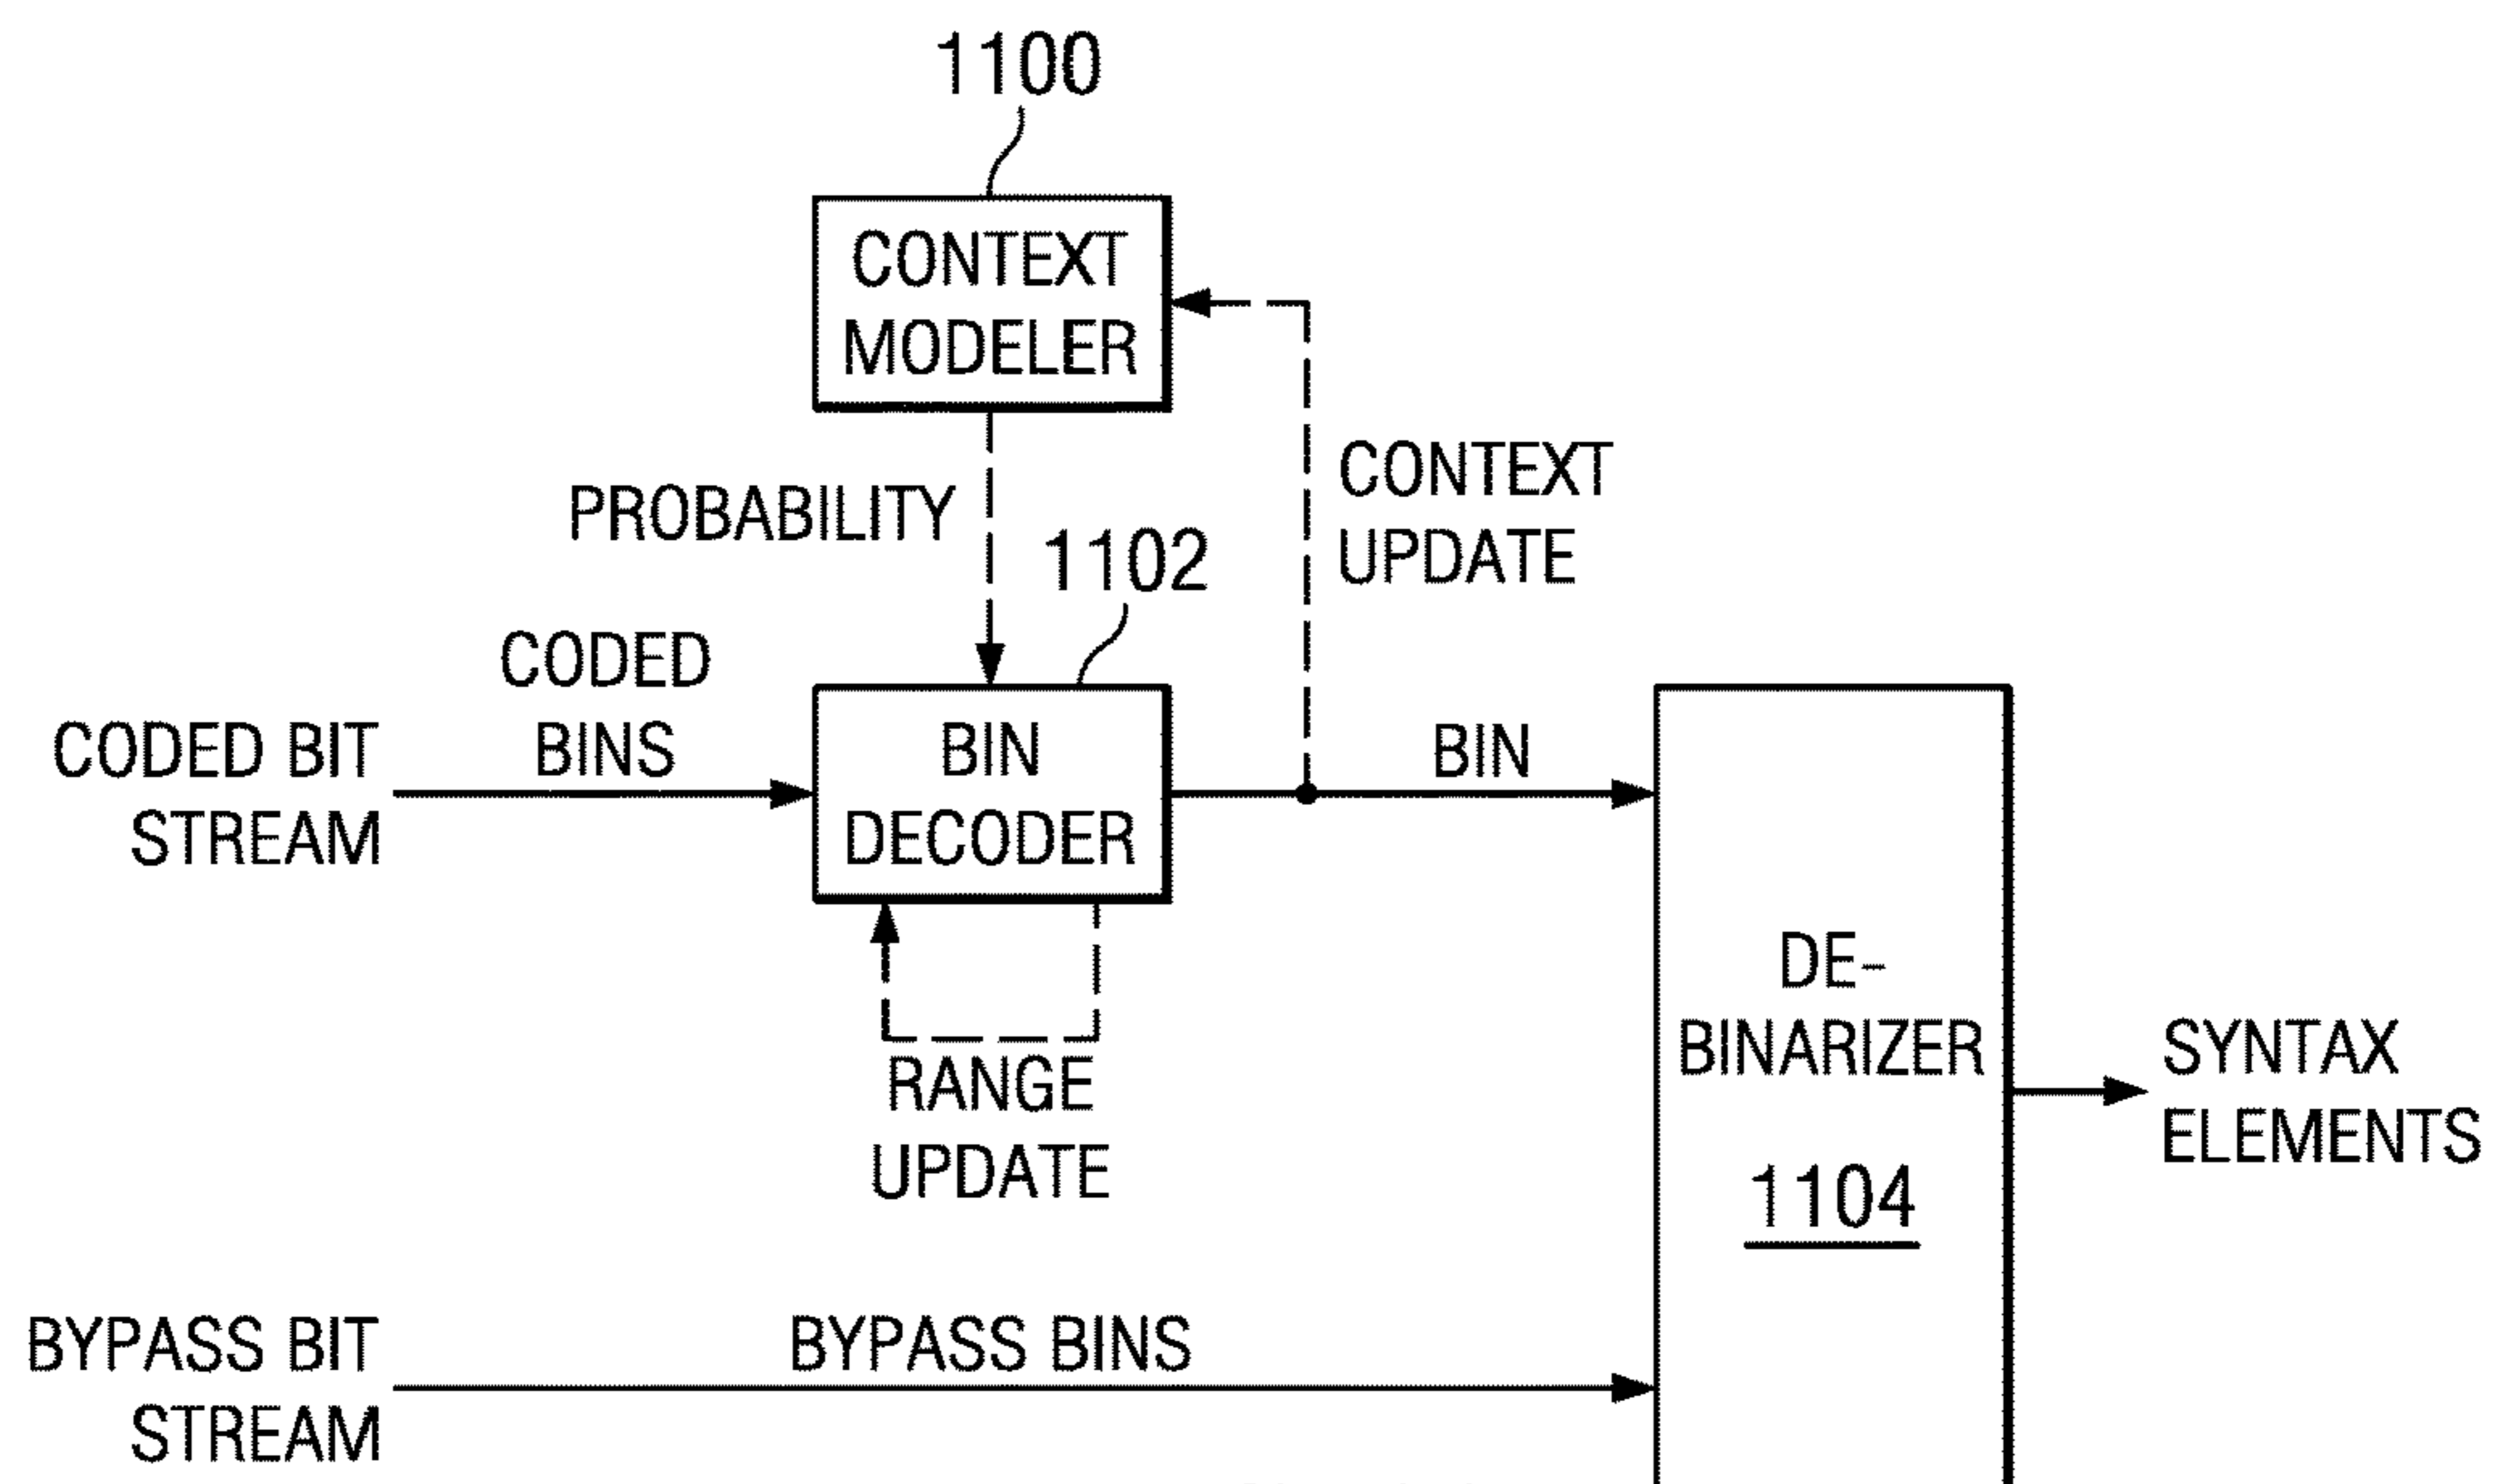 1100
CONTEXT
MODELER
PROBABILITY
CONTEXT
UPDATE
1102
CODED
BINS
CODED BIT
STREAM
BIN
DECODER
BIN
RANGE
UPDATE
DE-
BINARIZER
1104
SYNTAX
ELEMENTS
BYPASS BIT
STREAM
BYPASS BINS